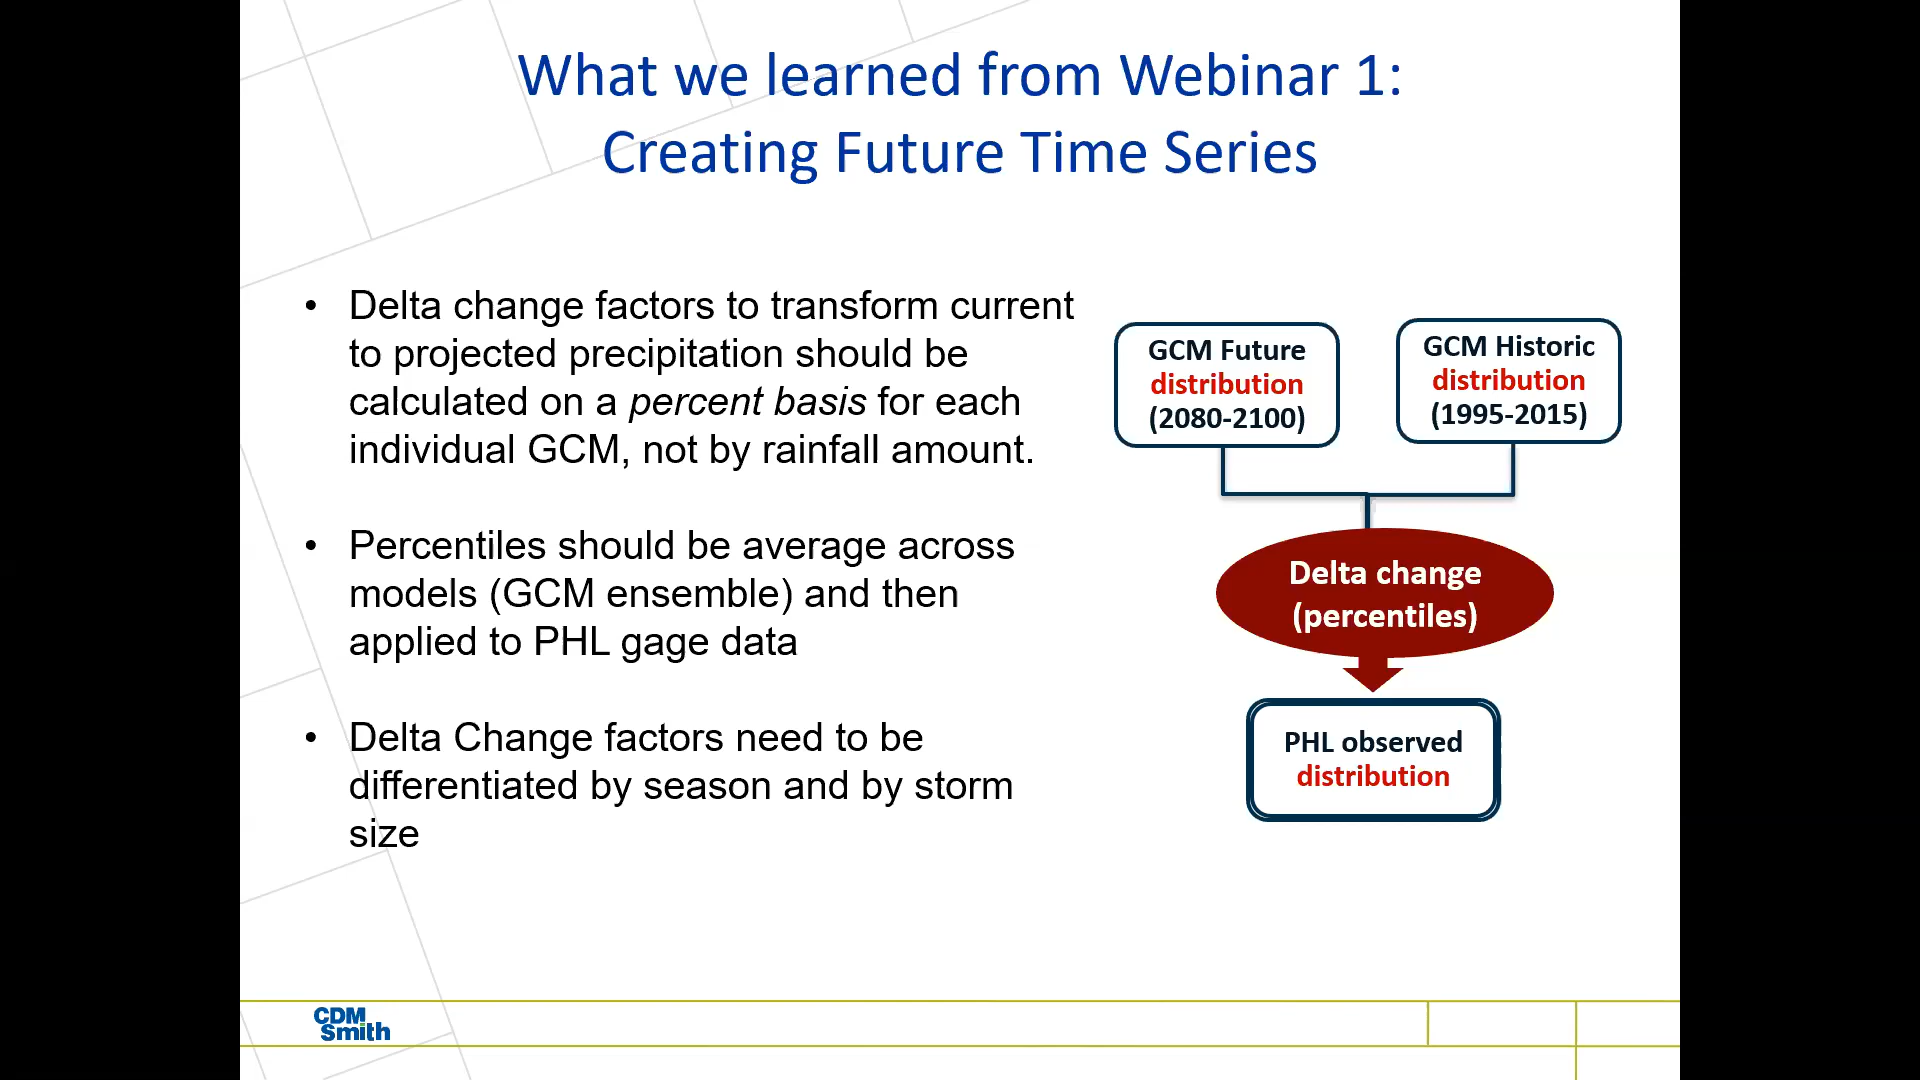 What we learned from Webinar 1:
Creating Future Time Series
• Delta change factors to transform current
to projected precipitation should be
calculated on a percent basis for each
individual GCM, not by rainfall amount.
• Percentiles should be average across
models (GCM ensemble) and then
applied to PHL gage data
• Delta Change factors need to be
differentiated by season and by storm
size
GCM Future
distribution
(2080-2100)
GCM Historic
distribution
(1995-2015)
Delta change
(percentiles)
PHL observed
distribution
CDM
Smith